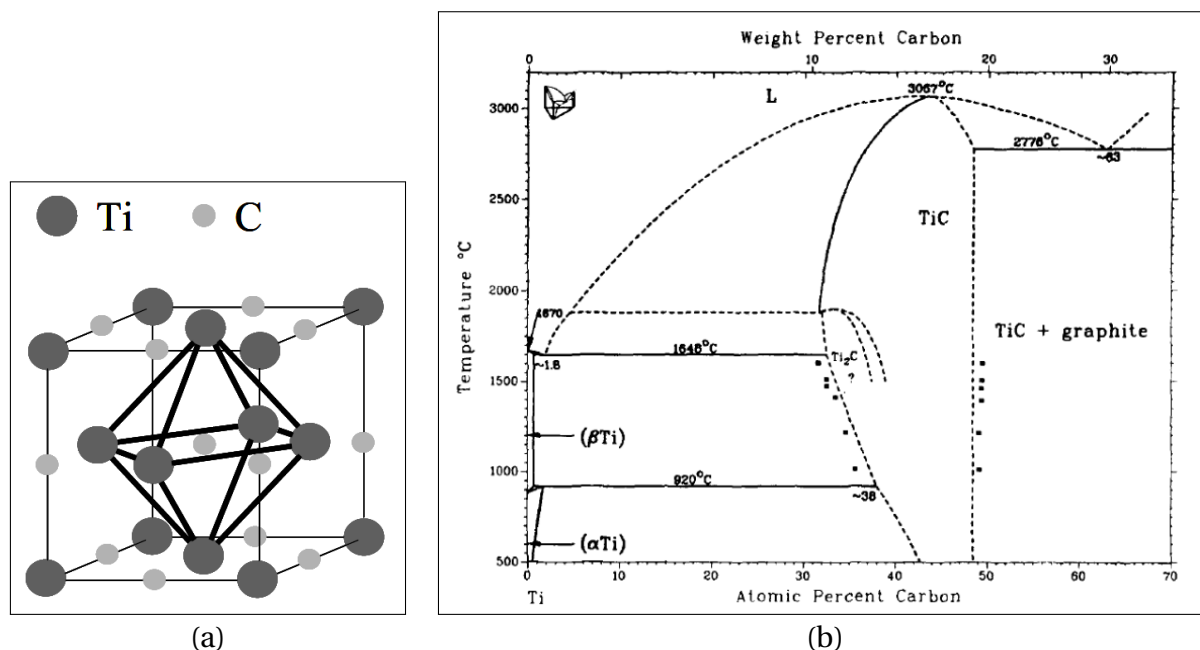 Ti C
(a)
Weight Percent Carbon
0 10 20 30
Temperature °C
3000
2500
2000
1500
1000
500
L
3067°C
2776°C
~63
TiC
TiC + graphite
1870
1646°C
~1.8
Ti2C
?
(βTi)
920°C
~38
(αTi)
0 10 20 30 40 50 60 70
Ti
Atomic Percent Carbon
(b)